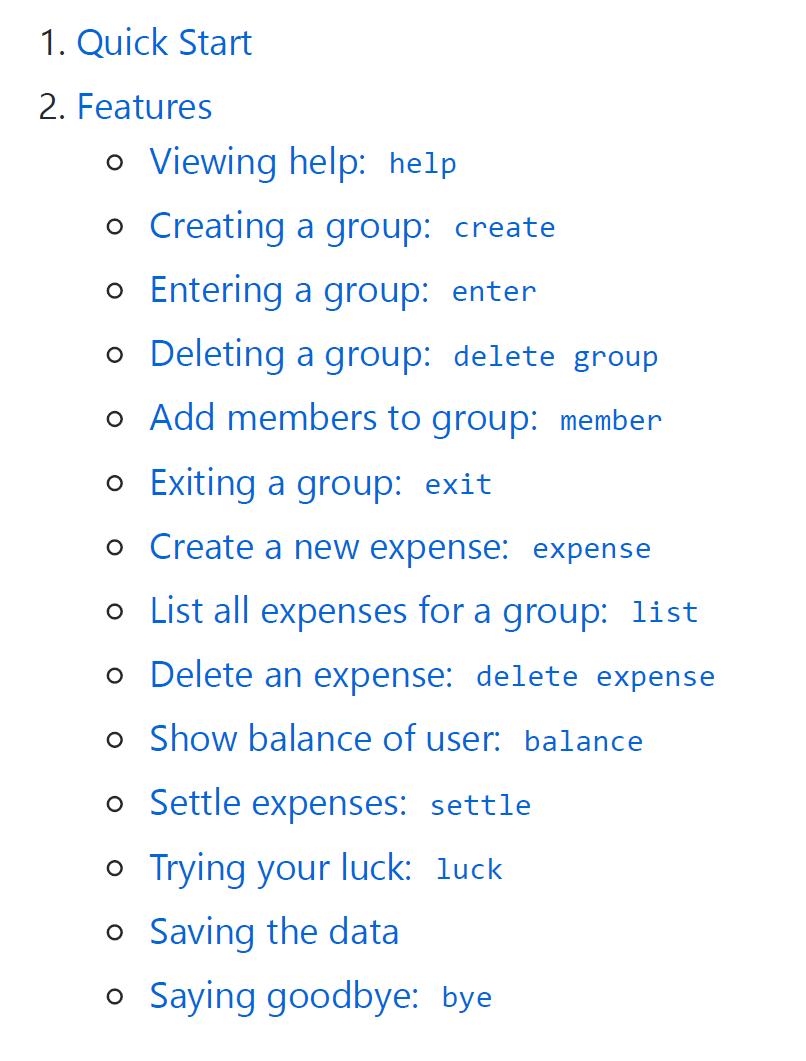 1. Quick Start
2. Features
Viewing help: help
Creating a group: create
Entering a group: enter
Deleting a group: delete group
Add members to group: member
Exiting a group: exit
Create a new expense: expense
List all expenses for a group: list
Delete an expense: delete expense
Show balance of user: balance
Settle expenses: settle
Trying your luck: luck
Saving the data
Saying goodbye: bye